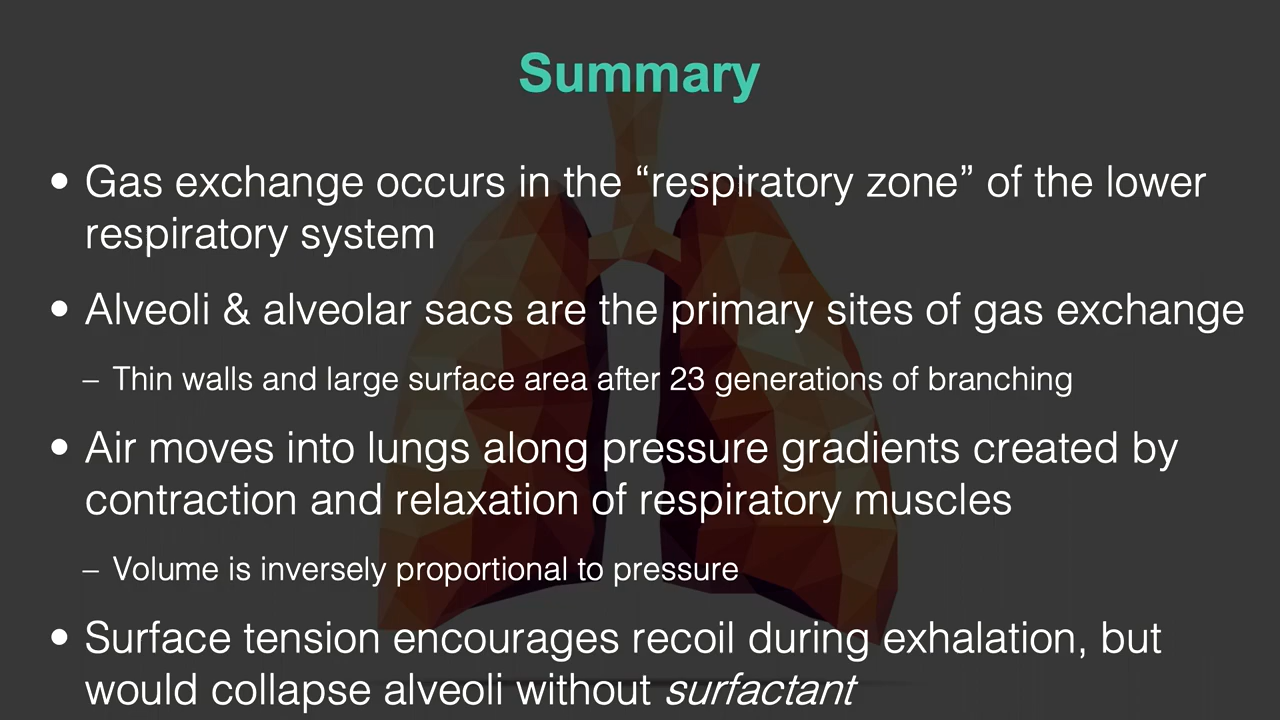 Summary
• Gas exchange occurs in the “respiratory zone” of the lower
respiratory system
• Alveoli & alveolar sacs are the primary sites of gas exchange
– Thin walls and large surface area after 23 generations of branching
• Air moves into lungs along pressure gradients created by
contraction and relaxation of respiratory muscles
– Volume is inversely proportional to pressure
• Surface tension encourages recoil during exhalation, but
would collapse alveoli without surfactant